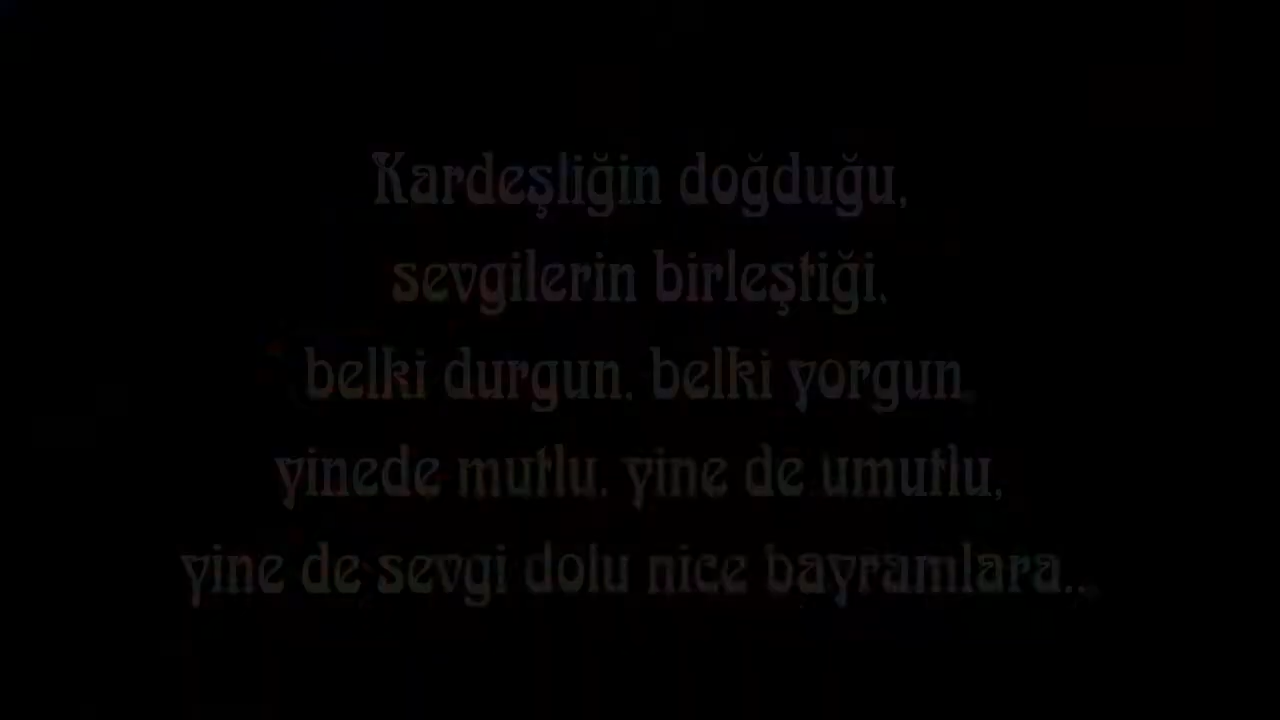 Kardeşliğin doğduğu,
sevgilerin birleştiği,
belki durgun, belki yorgun,
yinede mutlu, yine de umutlu,
yine de sevgi dolu nice bayramlara...